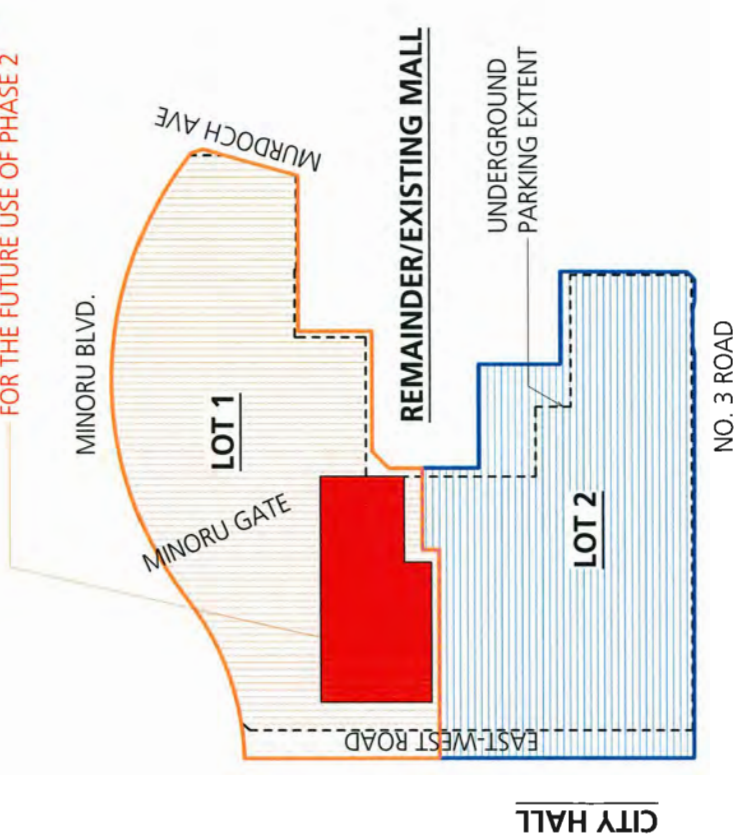 FOR THE FUTURE USE OF PHASE 2
MURDOCH AVE
MINORU BLVD.
REMAINDER/EXISTING MALL
UNDERGROUND
PARKING EXTENT
LOT 1
MINORU GATE
LOT 2
NO. 3 ROAD
EAST-WEST ROAD
CITY HALL